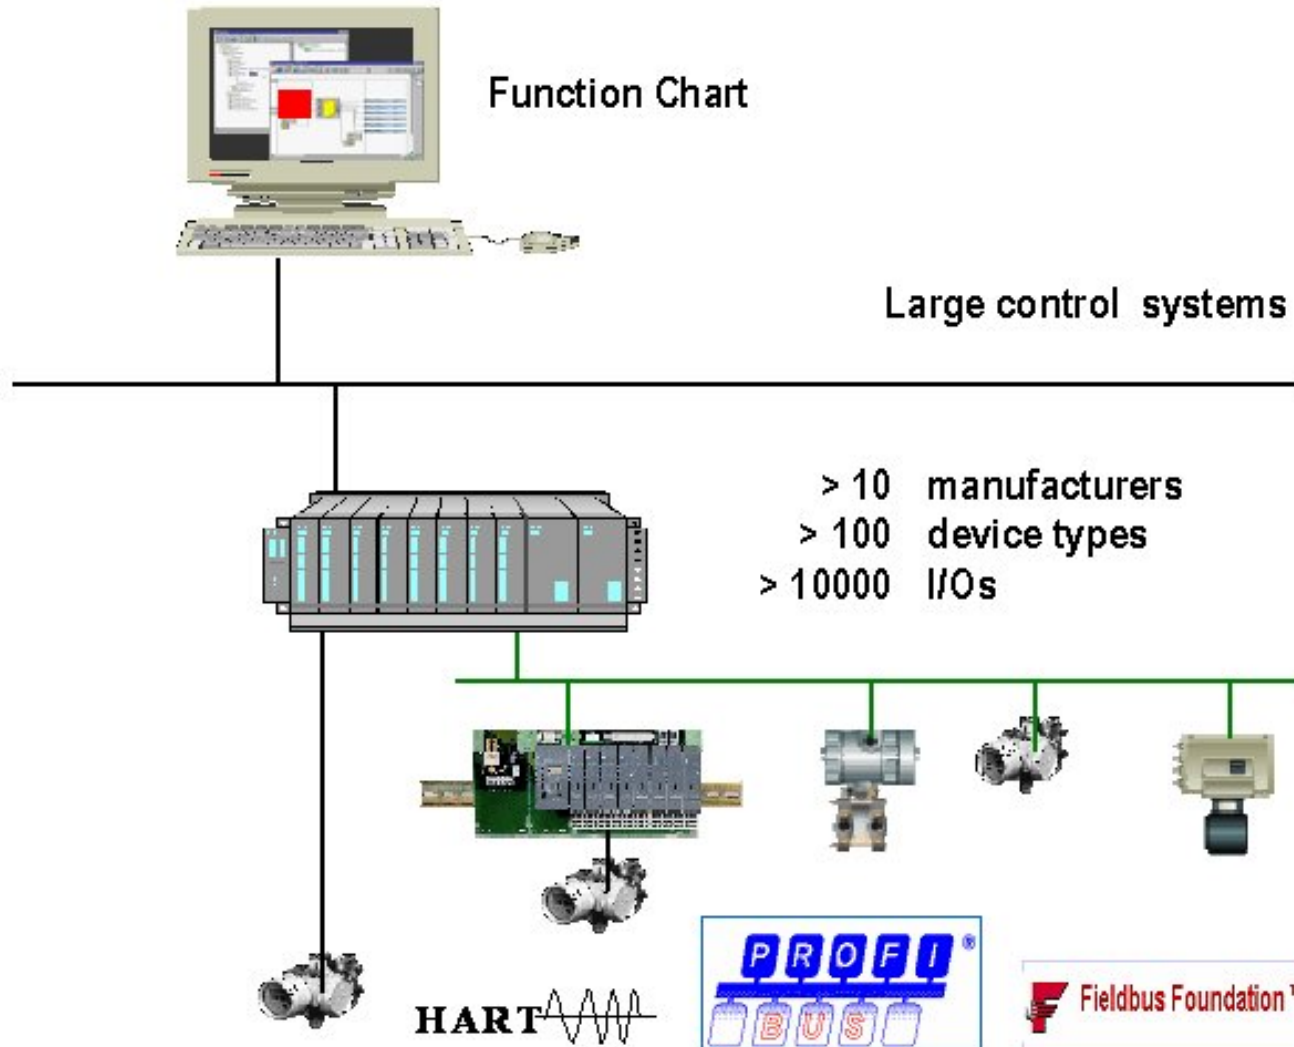 Function Chart
Large control systems
> 10 manufacturers
> 100 device types
> 10000 I/Os
HART
PROFI®
BUS
Fieldbus Foundation